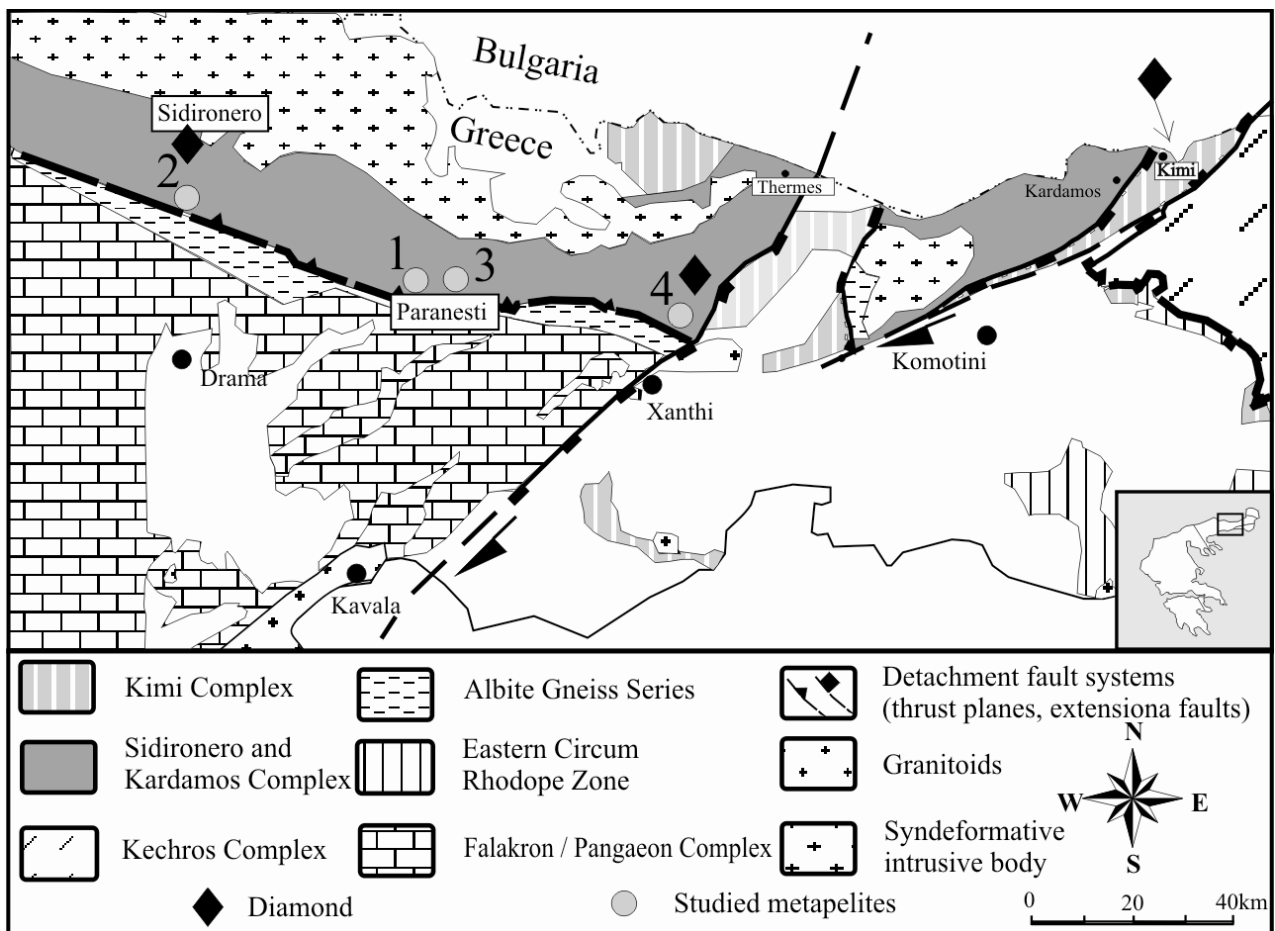 Bulgaria
Greece
Sidironero
2
Thermes
Kardamos
Kimi
1
3
4
Paranesti
Drama
Xanthi
Komotini
Kavala
Kimi Complex
Albite Gneiss Series
Detachment fault systems
(thrust planes, extensiona faults)
Sidironero and
Kardamos Complex
Eastern Circum
Rhodope Zone
Granitoids
Kechros Complex
Falakron / Pangaeon Complex
Syndeformative
intrusive body
N
W
E
S
Diamond
Studied metapelites
0
20
40km